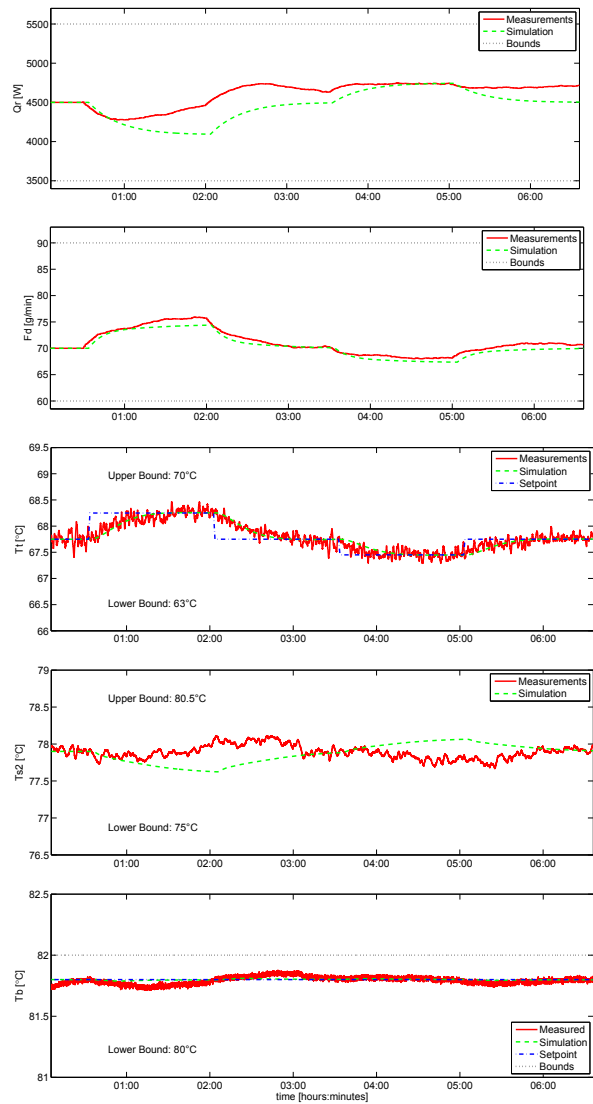 5500
5000
4500
4000
3500
Qr [W]
Measurements
Simulation
Bounds
01:00 02:00 03:00 04:00 05:00 06:00
90
85
80
75
70
65
60
Fd [g/min]
Measurements
Simulation
Bounds
01:00 02:00 03:00 04:00 05:00 06:00
69.5
69
68.5
68
67.5
67
66.5
66
Tt [°C]
Upper Bound: 70°C
Lower Bound: 63°C
Measurements
Simulation
Setpoint
01:00 02:00 03:00 04:00 05:00 06:00
79
78.5
78
77.5
77
76.5
Ts2 [°C]
Upper Bound: 80.5°C
Lower Bound: 75°C
Measurements
Simulation
01:00 02:00 03:00 04:00 05:00 06:00
82.5
82
81.5
81
Tb [°C]
Lower Bound: 80°C
Measured
Simulation
Setpoint
Bounds
01:00 02:00 03:00 04:00 05:00 06:00
time [hours:minutes]